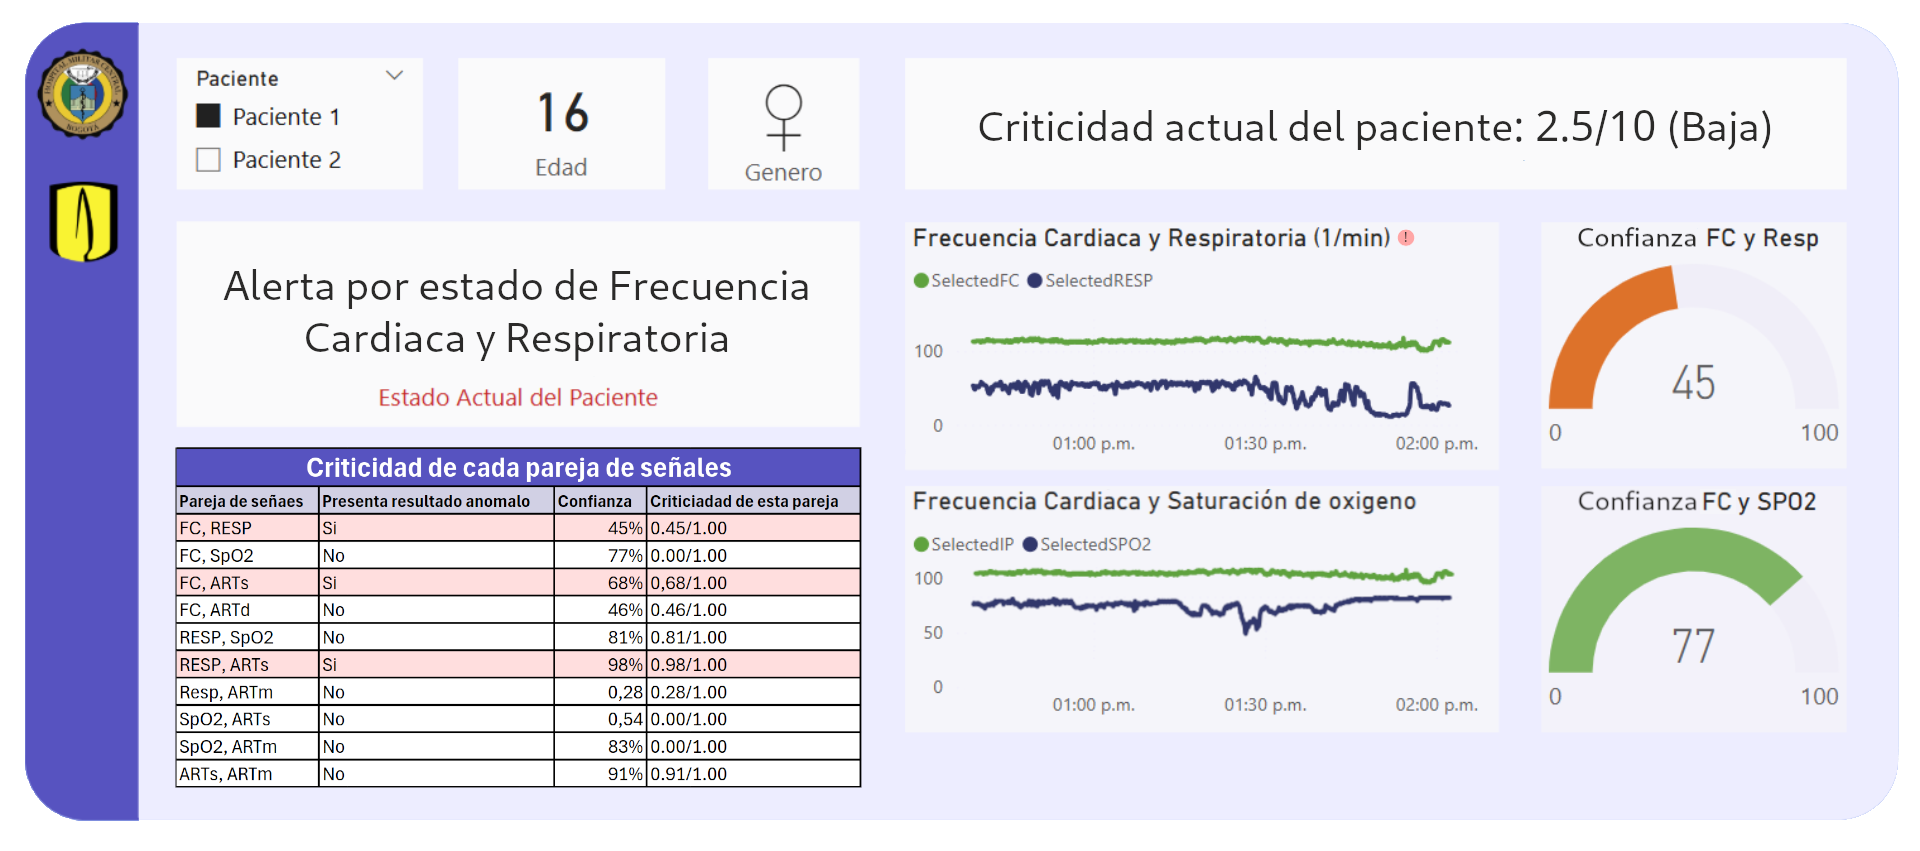 HOSPITAL MILITAR CENTRAL
BOGOTÁ
Paciente
Paciente 1
Paciente 2
16
Edad
Genero
Criticidad actual del paciente: 2.5/10 (Baja)
Alerta por estado de Frecuencia
Cardiaca y Respiratoria
Estado Actual del Paciente
Criticidad de cada pareja de señales
Pareja de señaes Presenta resultado anomalo Confianza Criticiadad de esta pareja
FC, RESP Si 45% 0.45/1.00
FC, SpO2 No 77% 0.00/1.00
FC, ARTs Si 68% 0,68/1.00
FC, ARTd No 46% 0.46/1.00
RESP, SpO2 No 81% 0.81/1.00
RESP, ARTs Si 98% 0.98/1.00
Resp, ARTm No 0,28 0.28/1.00
SpO2, ARTs No 0,54 0.00/1.00
SpO2, ARTm No 83% 0.00/1.00
ARTs, ARTm No 91% 0.91/1.00
Frecuencia Cardiaca y Respiratoria (1/min) !
SelectedFC SelectedRESP
100
0
01:00 p.m. 01:30 p.m. 02:00 p.m.
Confianza FC y Resp
45
0 100
Frecuencia Cardiaca y Saturación de oxigeno
SelectedIP SelectedSPO2
100
50
0
01:00 p.m. 01:30 p.m. 02:00 p.m.
Confianza FC y SPO2
77
0 100